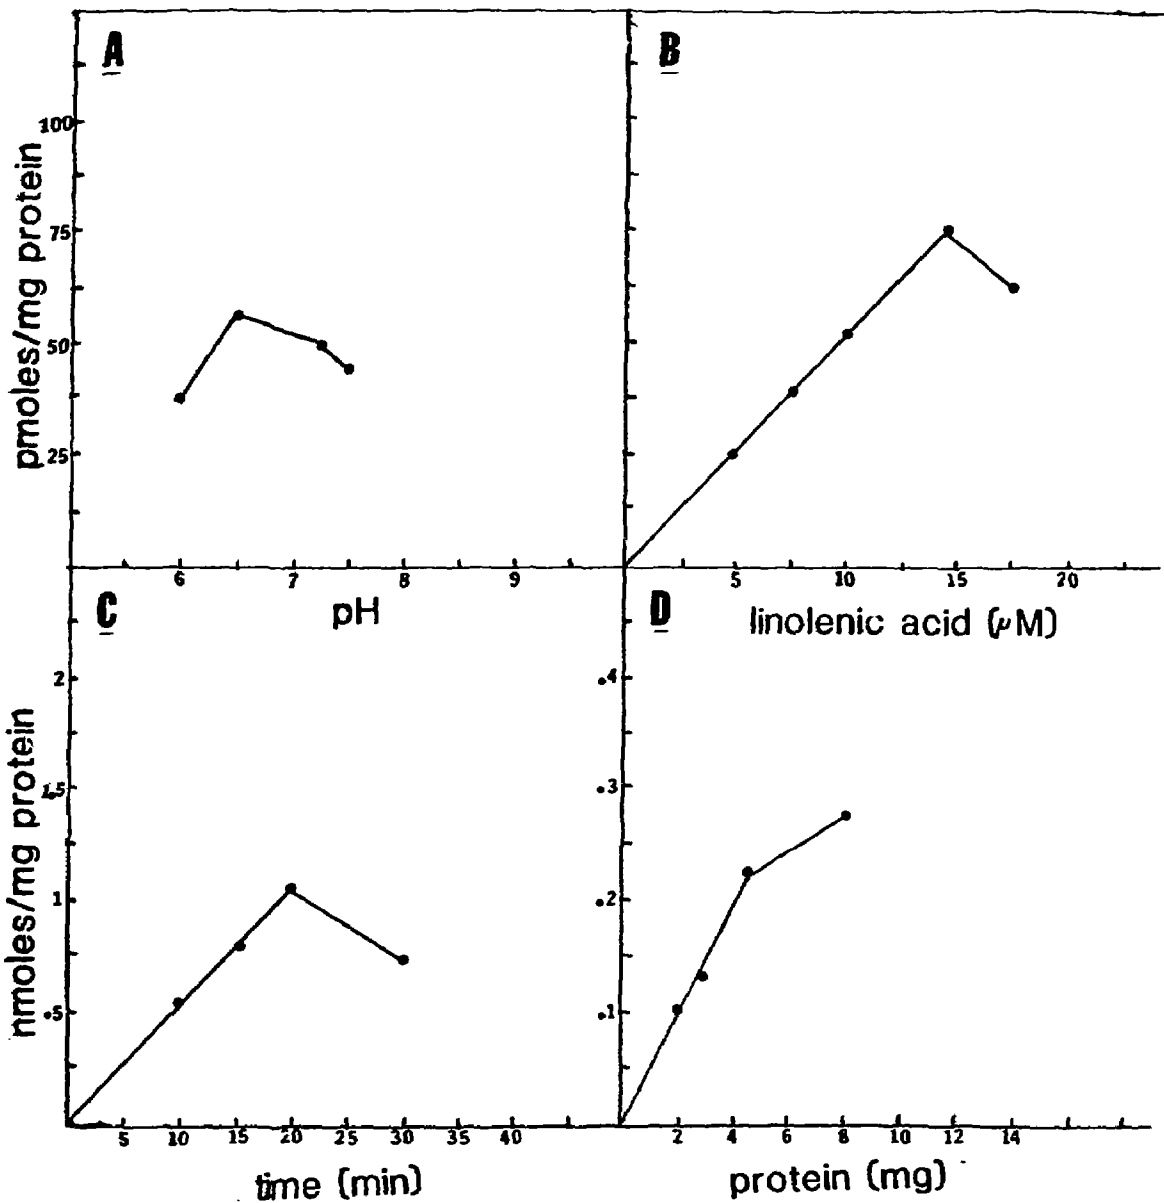 A
B
100
75
50
25
pmoles/mg protein
6 7 8 9
pH
5 10 15 20
linolenic acid (μM)
C
D
2
1.5
1
.5
nmoles/mg protein
5 10 15 20 25 30 35 40
time (min)
.4
.3
.2
.1
2 4 6 8 10 12 14
protein (mg)